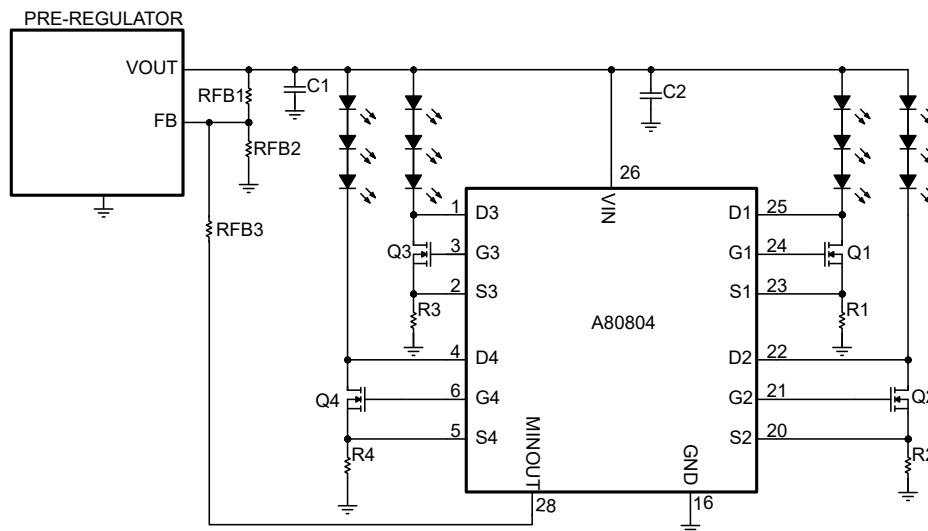 PRE-REGULATOR
VOUT
RFB1
C1
C2
FB
RFB2
26
VIN
1 D3
D1 25
RFB3
Q3
3 G3
G1 24
Q1
2 S3
S1 23
R3
R1
A80804
4 D4
D2 22
Q4
6 G4
G2 21
Q2
5 S4
S2 20
R4
R2
MINOUT
GND
28
16